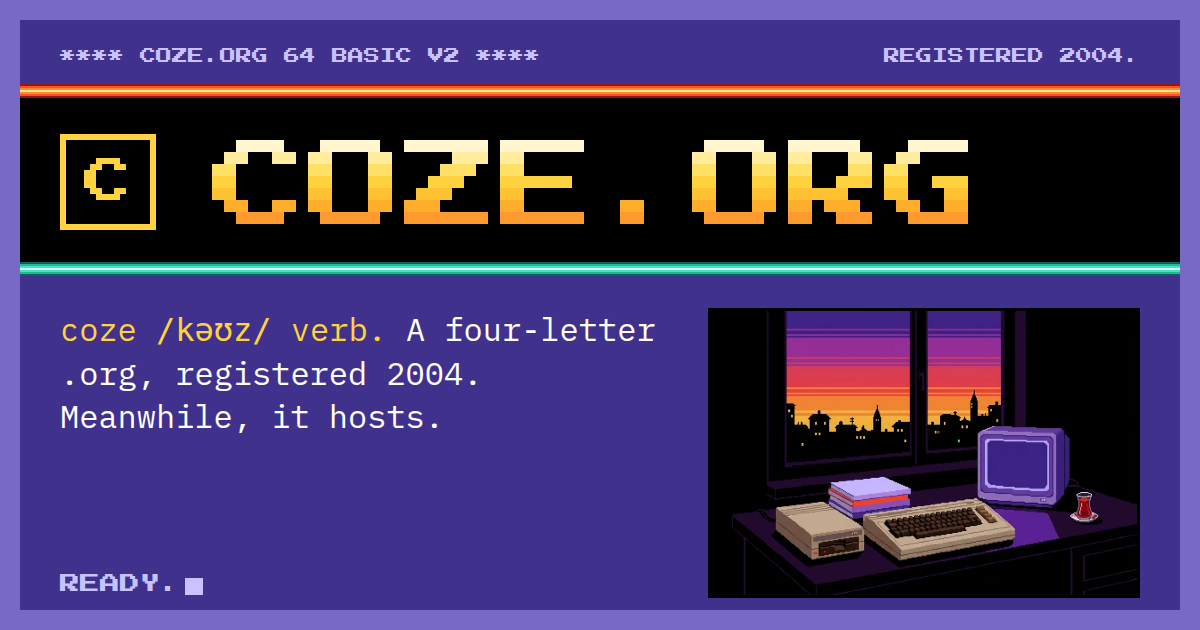 **** COZE.ORG 64 BASIC V2 **** REGISTERED 2004.
C COZE.ORG
coze /kəʊz/ verb. A four-letter
.org, registered 2004.
Meanwhile, it hosts.
READY.